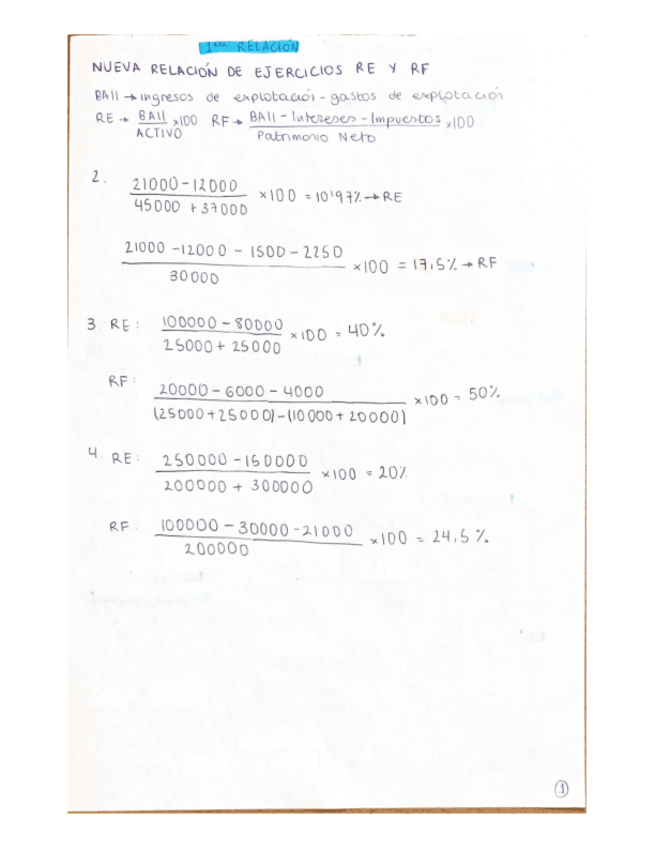 1era RELACIÓN
NUEVA RELACIÓN DE EJERCICIOS RE Y RF
BAII → ingresos de explotación - gastos de explotación
RE → BAII/ACTIVO ×100 RF → BAII - Intereses - Impuestos/Patrimonio Neto ×100
2. 21000 - 12000/45000 + 37000 ×100 = 10'97% → RE
21000 - 12000 - 1500 - 2250/30000 ×100 = 17,5% → RF
3. RE: 100000 - 80000/25000 + 25000 ×100 = 40%
RF: 20000 - 6000 - 4000/(25000 + 25000) - (10000 + 20000) ×100 = 50%
4 RE: 250000 - 150000/200000 + 300000 ×100 = 20%
RF: 100000 - 30000 - 21000/200000 ×100 = 24,5%
1